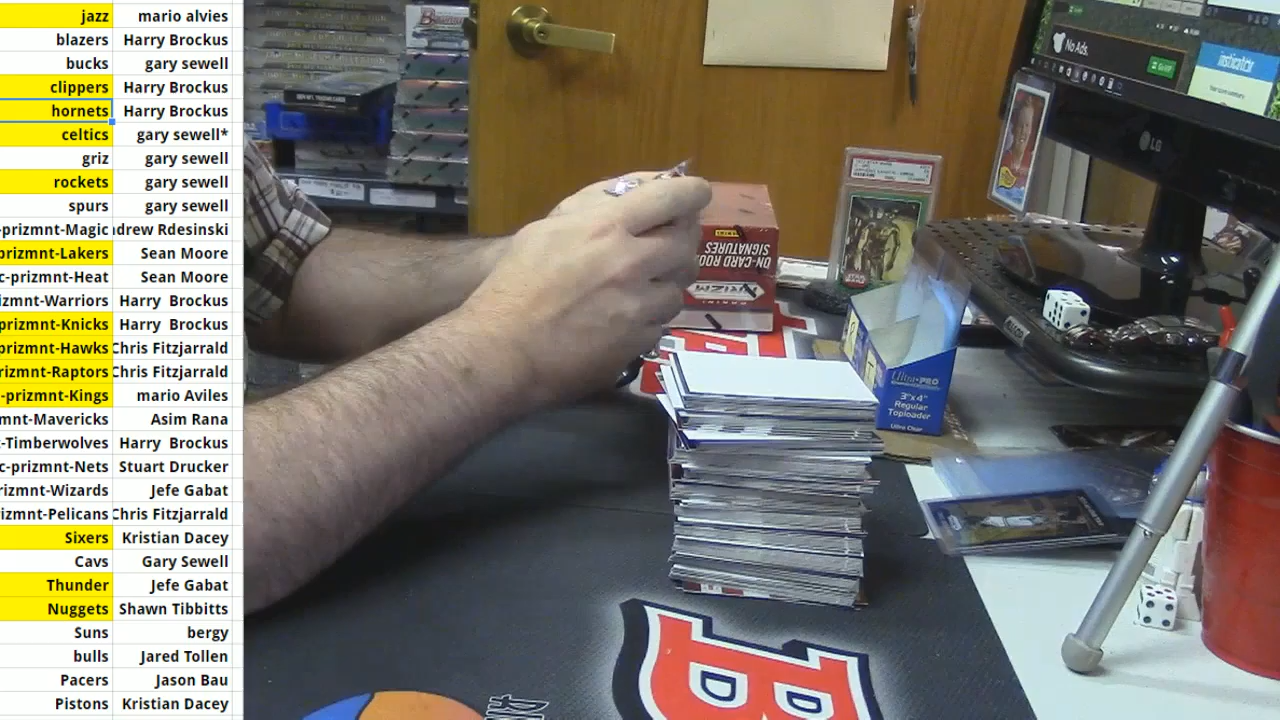 jazz mario alvies
blazers Harry Brockus
bucks gary sewell
clippers Harry Brockus
hornets Harry Brockus
celtics gary sewell*
griz gary sewell
rockets gary sewell
spurs gary sewell
-prizmnt-Magic drew Rdesinski
prizmnt-Lakers Sean Moore
c-prizmnt-Heat Sean Moore
izmnt-Warriors Harry Brockus
prizmnt-Knicks Harry Brockus
prizmnt-Hawks Chris Fitzjarrald
izmnt-Raptors Chris Fitzjarrald
-prizmnt-Kings mario Aviles
mnt-Mavericks Asim Rana
-Timberwolves Harry Brockus
c-prizmnt-Nets Stuart Drucker
rizmnt-Wizards Jefe Gabat
izmnt-Pelicans Chris Fitzjarrald
Sixers Kristian Dacey
Cavs Gary Sewell
Thunder Jefe Gabat
Nuggets Shawn Tibbitts
Suns bergy
bulls Jared Tollen
Pacers Jason Bau
Pistons Kristian Dacey
No Ads.
insticator
LG
ON-CARD
SIGNATURES
PRIZM
Ultra·PRO
3"x4"
Regular
Toploader
Ultra Clear
B